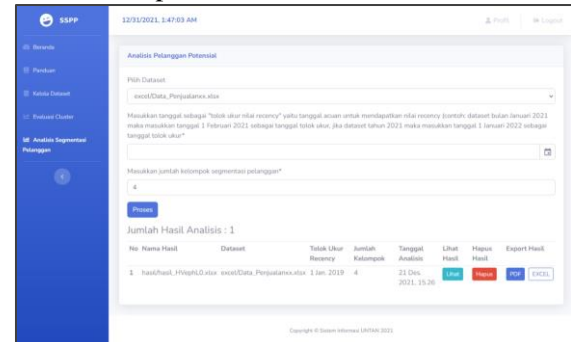 SSPP
12/31/2021, 1:47:03 AM
Profil
Logout
Beranda
Panduan
Kelola Dataset
Evaluasi Cluster
Analisis Segmentasi
Pelanggan
Analisis Pelanggan Potensial
Pilih Dataset
excel/Data_Penjualanxx.xlsx
Masukkan tanggal sebagai "tolok ukur nilai recency" yaitu tanggal acuan untuk mendapatkan nilai recency (contoh: dataset bulan Januari 2021
maka masukkan tanggal 1 Februari 2021 sebagai tanggal tolok ukur, jika dataset tahun 2021 maka masukkan tanggal 1 Januari 2022 sebagai
tanggal tolok ukur*
Masukkan jumlah kelompok segmentasi pelanggan*
4
Proses
Jumlah Hasil Analisis : 1
No Nama Hasil Dataset Tolok Ukur Recency Jumlah Kelompok Tanggal Analisis Lihat Hasil Hapus Hasil Export Hasil
1 hasil/hasil_HVephL0.xlsx excel/Data_Penjualanxx.xlsx 1 Jan. 2019 4 21 Des. 2021, 15.26 Lihat Hapus PDF EXCEL
Copyright © Sistem Informasi UNTAN 2021